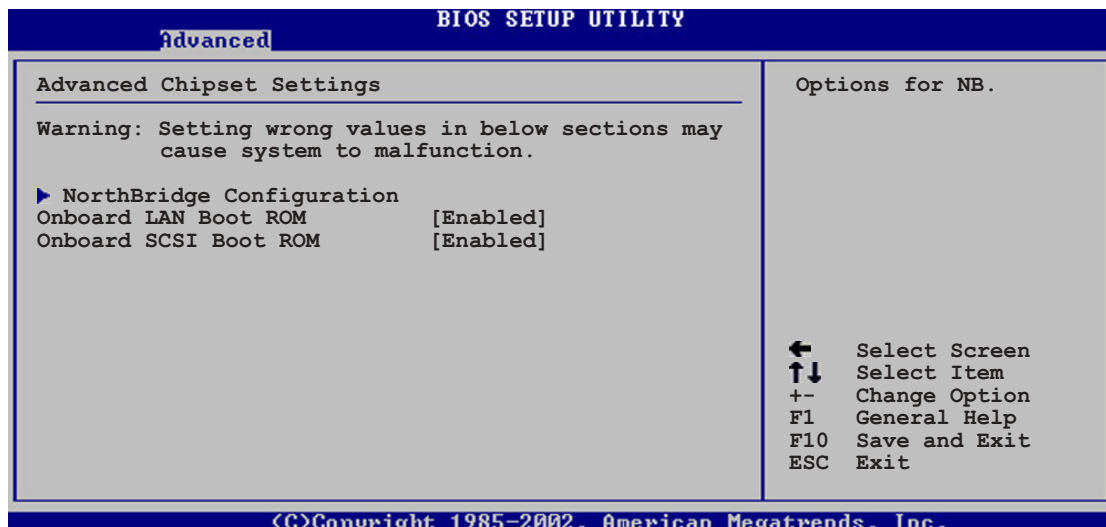 BIOS SETUP UTILITY
Advanced
Advanced Chipset Settings
Warning: Setting wrong values in below sections may
cause system to malfunction.
NorthBridge Configuration
Onboard LAN Boot ROM [Enabled]
Onboard SCSI Boot ROM [Enabled]
Options for NB.
← Select Screen
↑↓ Select Item
+- Change Option
F1 General Help
F10 Save and Exit
ESC Exit
(C)Copyright 1985-2002, American Megatrends, Inc.